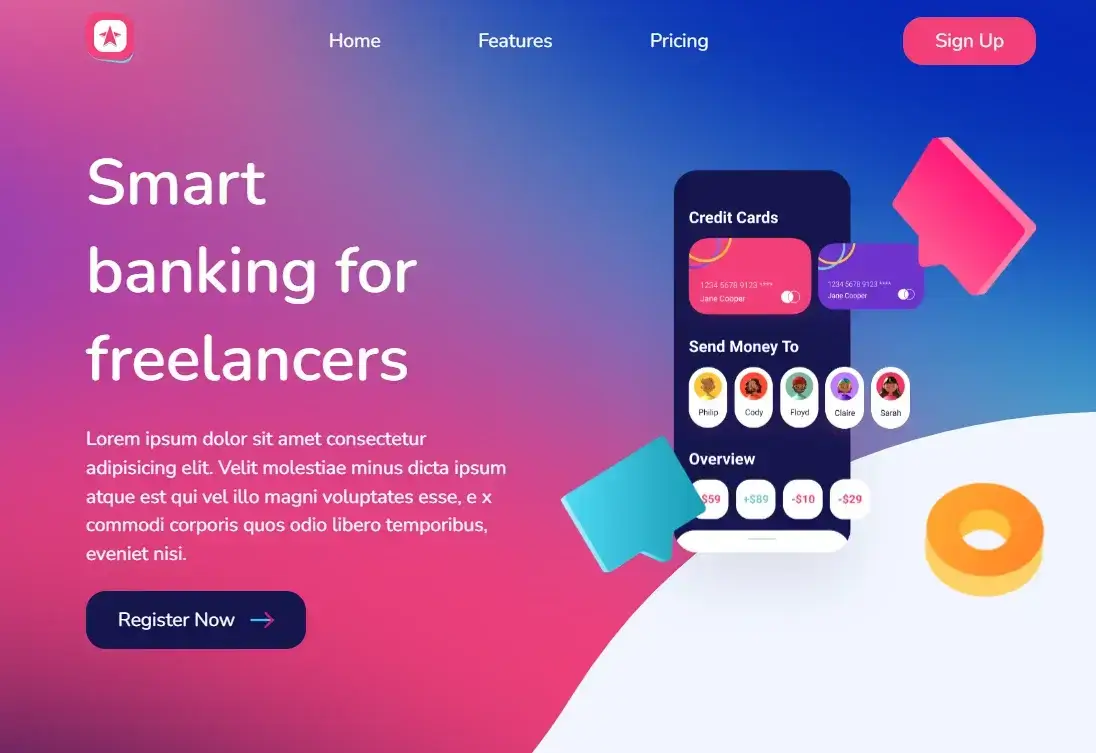 Home Features Pricing Sign Up
Smart
banking for
freelancers
Lorem ipsum dolor sit amet consectetur
adipisicing elit. Velit molestiae minus dicta ipsum
atque est qui vel illo magni voluptates esse, e x
commodi corporis quos odio libero temporibus,
eveniet nisi.
Register Now
Credit Cards
1234 5678 9123 ****
Jane Cooper
1234 5678 9123 ****
Jane Cooper
Send Money To
Philip Cody Floyd Claire Sarah
Overview
$59 +$89 -$10 -$29